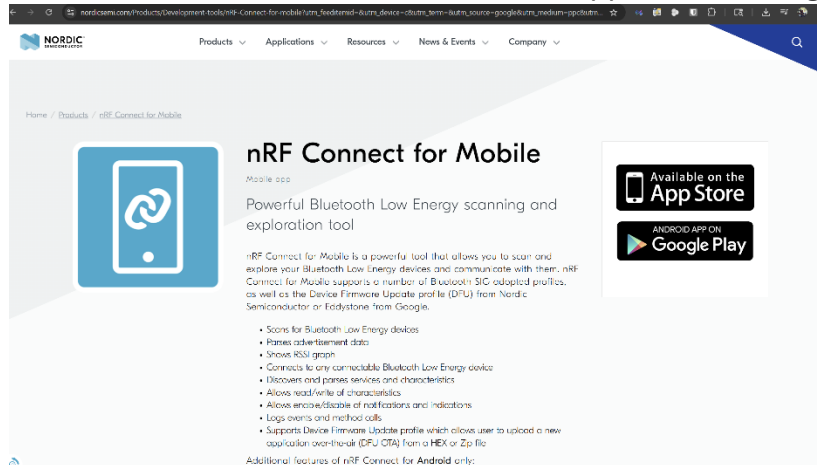 nordicsemi.com/Products/Development-tools/nRF-Connect-for-mobile?utm_feeditemid=&utm_device=c&utm_term=&utm_source=google&utm_medium=ppc&utm...
NORDIC
SEMICONDUCTOR
Products
Applications
Resources
News & Events
Company
Home / Products / nRF Connect for Mobile
nRF Connect for Mobile
Mobile app
Powerful Bluetooth Low Energy scanning and
exploration tool
nRF Connect for Mobile is a powerful tool that allows you to scan and
explore your Bluetooth Low Energy devices and communicate with them. nRF
Connect for Mobile supports a number of Bluetooth SIG adopted profiles,
as well as the Device Firmware Update profile (DFU) from Nordic
Semiconductor or Eddystone from Google.
• Scans for Bluetooth Low Energy devices
• Parses advertisement data
• Shows RSSI graph
• Connects to any connectable Bluetooth Low Energy device
• Discovers and parses services and characteristics
• Allows read/write of characteristics
• Allows enable/disable of notifications and indications
• Logs events and method calls
• Supports Device Firmware Update profile which allows user to upload a new
application over-the-air (DFU OTA) from a HEX or Zip file
Additional features of nRF Connect for Android only:
Available on the
App Store
ANDROID APP ON
Google Play